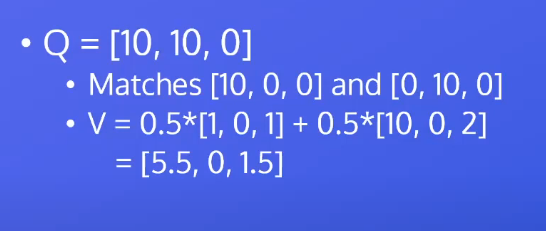 • Q = [10, 10, 0]
• Matches [10, 0, 0] and [0, 10, 0]
• V = 0.5*[1, 0, 1] + 0.5*[10, 0, 2]
= [5.5, 0, 1.5]